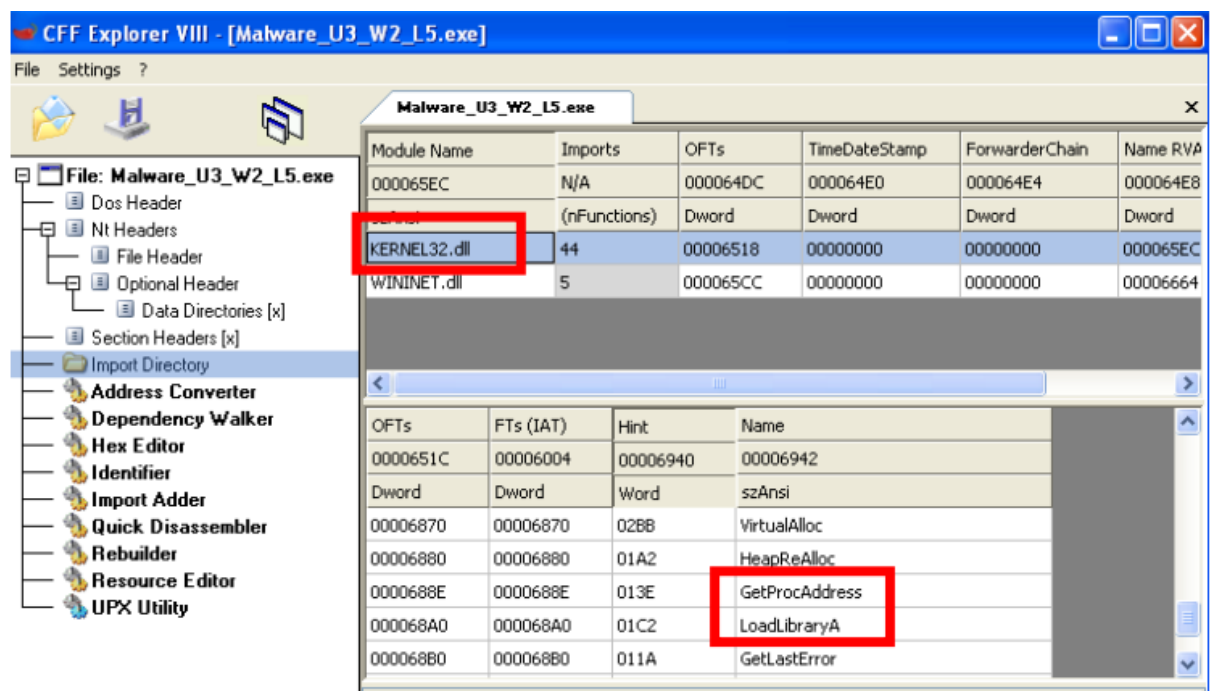 CFF Explorer VIII - [Malware_U3_W2_L5.exe]
File Settings ?
Malware_U3_W2_L5.exe
File: Malware_U3_W2_L5.exe
Dos Header
Nt Headers
File Header
Optional Header
Data Directories [x]
Section Headers [x]
Import Directory
Address Converter
Dependency Walker
Hex Editor
Identifier
Import Adder
Quick Disassembler
Rebuilder
Resource Editor
UPX Utility
Module Name Imports OFTs TimeDateStamp ForwarderChain Name RVA
000065EC N/A 000064DC 000064E0 000064E4 000064E8
(nFunctions) Dword Dword Dword Dword
KERNEL32.dll 44 00006518 00000000 00000000 000065EC
WININET.dll 5 000065CC 00000000 00000000 00006664
OFTs FTs (IAT) Hint Name
0000651C 00006004 00006940 00006942
Dword Dword Word szAnsi
00006870 00006870 02BB VirtualAlloc
00006880 00006880 01A2 HeapReAlloc
0000688E 0000688E 013E GetProcAddress
000068A0 000068A0 01C2 LoadLibraryA
000068B0 000068B0 011A GetLastError